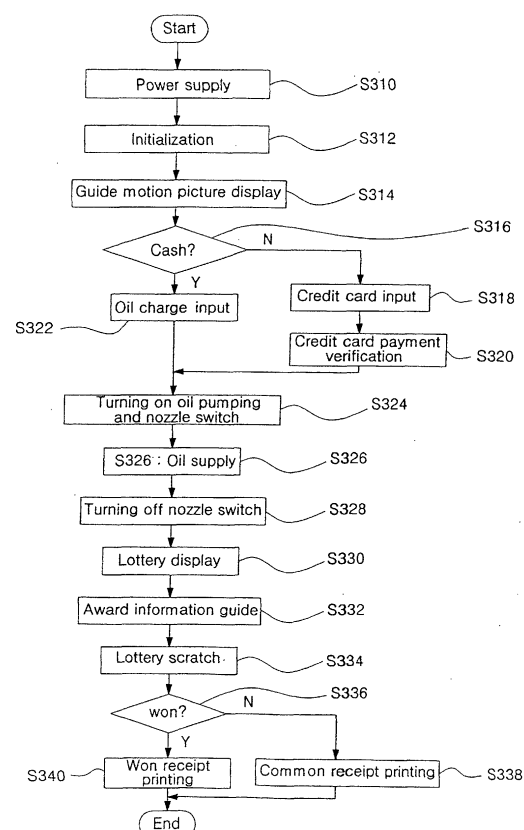 Start
Power supply
S310
Initialization
S312
Guide motion picture display
S314
S316
Cash?
N
Y
Credit card input
S318
Oil charge input
S322
Credit card payment
verification
S320
Turning on oil pumping
and nozzle switch
S324
S326 : Oil supply
S326
Turning off nozzle switch
S328
Lottery display
S330
Award information guide
S332
Lottery scratch
S334
S336
won?
N
Y
Won receipt
printing
S340
Common receipt printing
S338
End